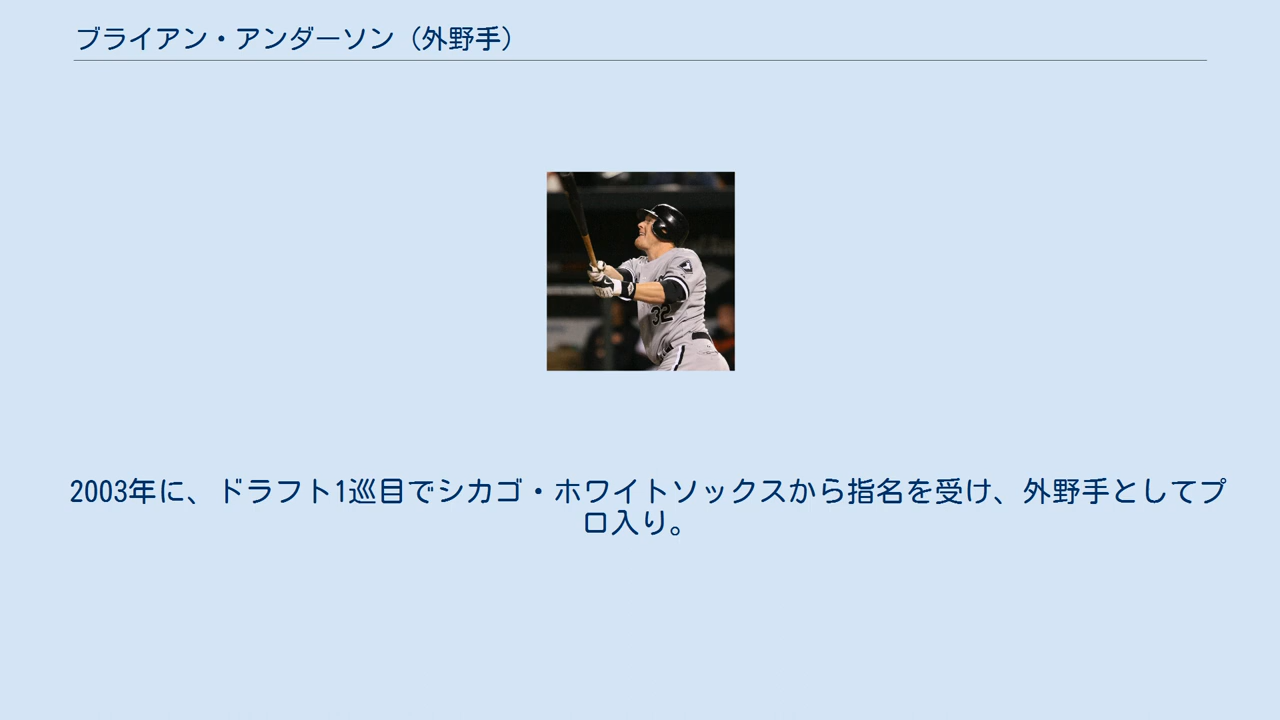 ブライアン・アンダーソン（外野手）
32
2003年に、ドラフト1巡目でシカゴ・ホワイトソックスから指名を受け、外野手としてプ
ロ入り。